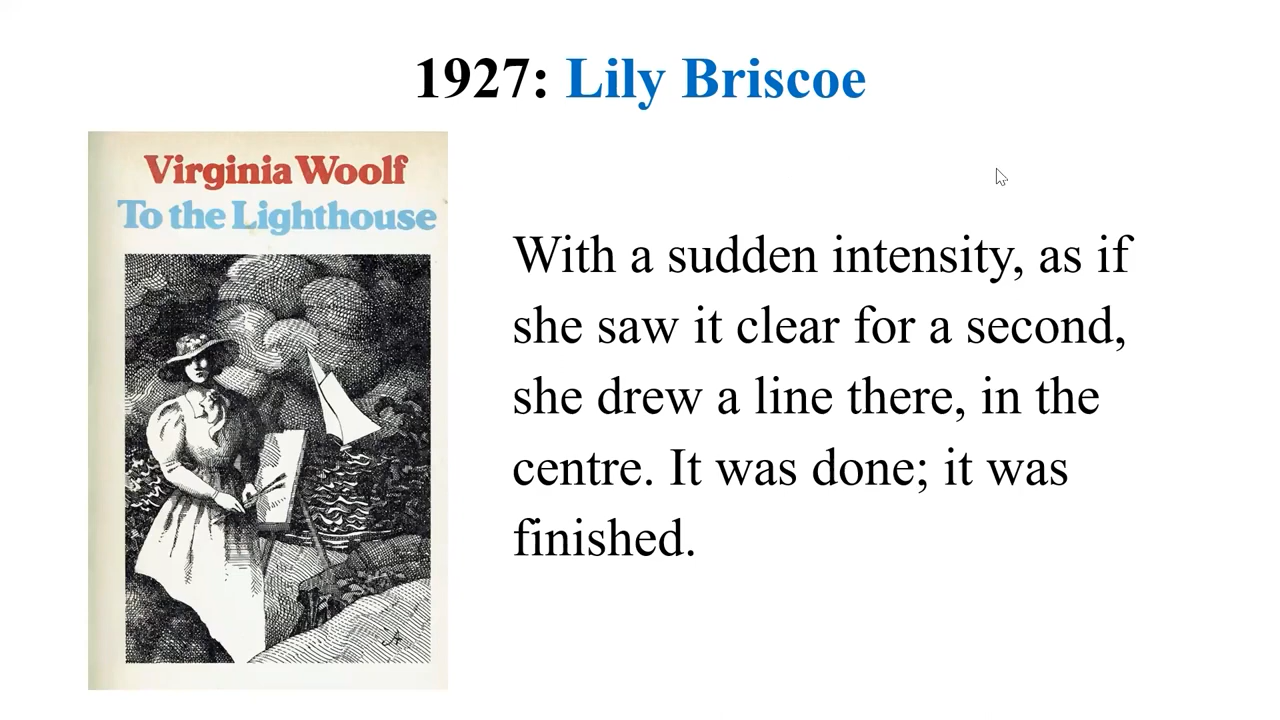 1927: Lily Briscoe
Virginia Woolf
To the Lighthouse
With a sudden intensity, as if
she saw it clear for a second,
she drew a line there, in the
centre. It was done; it was
finished.